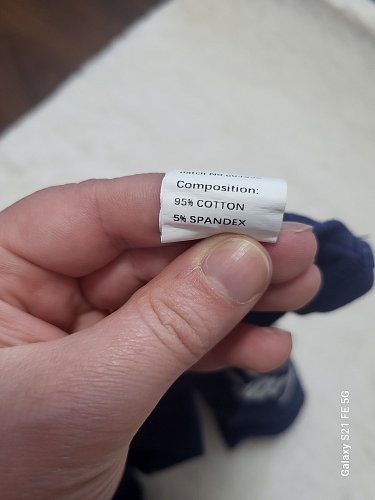 Composition:
95% COTTON
5% SPANDEX
Galaxy S21 FE 5G